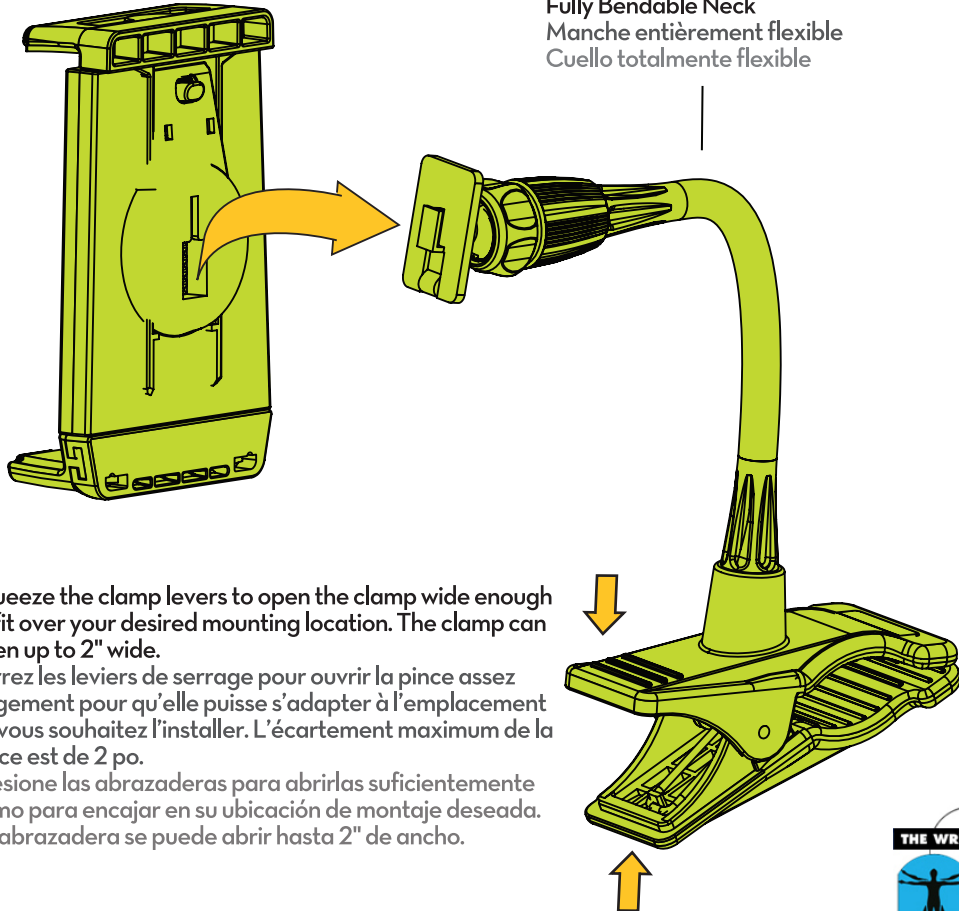 Fully Bendable Neck
Manche entièrement flexible
Cuello totalmente flexible
ueeze the clamp levers to open the clamp wide enough
fit over your desired mounting location. The clamp can
en up to 2" wide.
rrez les leviers de serrage pour ouvrir la pince assez
gement pour qu’elle puisse s’adapter à l’emplacement
vous souhaitez l’installer. L’écartement maximum de la
ce est de 2 po.
esione las abrazaderas para abrirlas suficientemente
mo para encajar en su ubicación de montaje deseada.
abrazadera se puede abrir hasta 2" de ancho.
THE WR